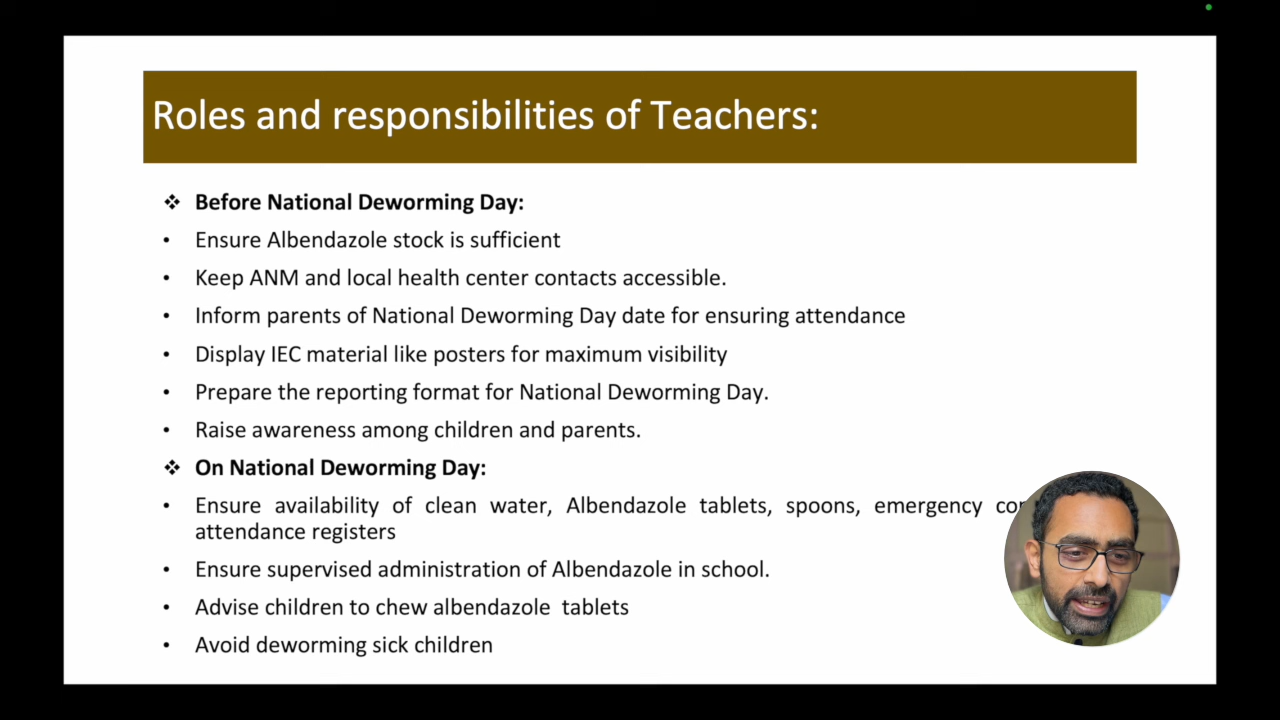 Roles and responsibilities of Teachers:
❖ Before National Deworming Day:
• Ensure Albendazole stock is sufficient
• Keep ANM and local health center contacts accessible.
• Inform parents of National Deworming Day date for ensuring attendance
• Display IEC material like posters for maximum visibility
• Prepare the reporting format for National Deworming Day.
• Raise awareness among children and parents.
❖ On National Deworming Day:
• Ensure availability of clean water, Albendazole tablets, spoons, emergency
attendance registers
• Ensure supervised administration of Albendazole in school.
• Advise children to chew albendazole tablets
• Avoid deworming sick children